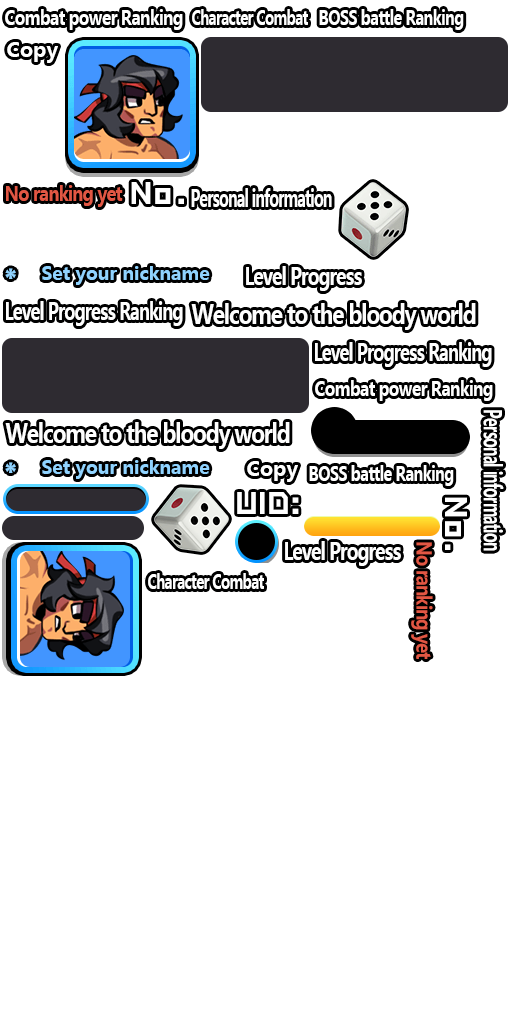 Combat power Ranking Character Combat BOSS battle Ranking
Copy
No ranking yet No. Personal information
* Set your nickname Level Progress
Level Progress Ranking Welcome to the bloody world
Level Progress Ranking
Combat power Ranking
Welcome to the bloody world
Personal information
* Set your nickname Copy BOSS battle Ranking
UID: No.
Level Progress
No ranking yet
Character Combat